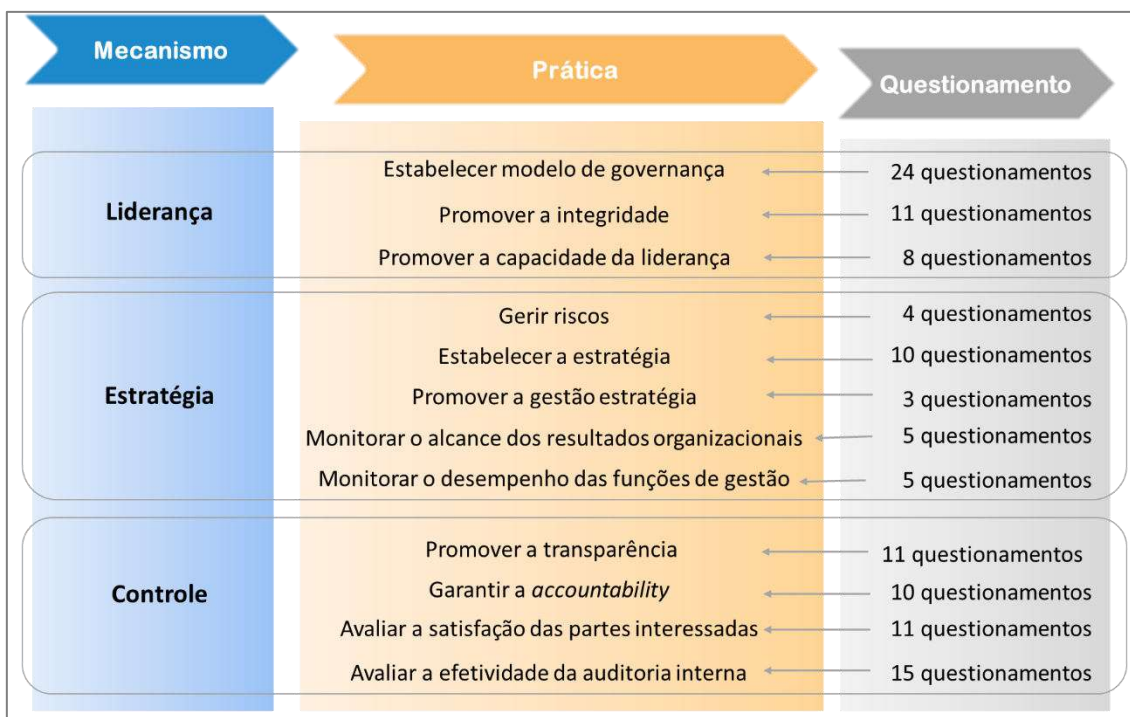 Mecanismo
Prática
Questionamento
Liderança
Estabelecer modelo de governança
24 questionamentos
Promover a integridade
11 questionamentos
Promover a capacidade da liderança
8 questionamentos
Estratégia
Gerir riscos
4 questionamentos
Estabelecer a estratégia
10 questionamentos
Promover a gestão estratégia
3 questionamentos
Monitorar o alcance dos resultados organizacionais
5 questionamentos
Monitorar o desempenho das funções de gestão
5 questionamentos
Controle
Promover a transparência
11 questionamentos
Garantir a accountability
10 questionamentos
Avaliar a satisfação das partes interessadas
11 questionamentos
Avaliar a efetividade da auditoria interna
15 questionamentos